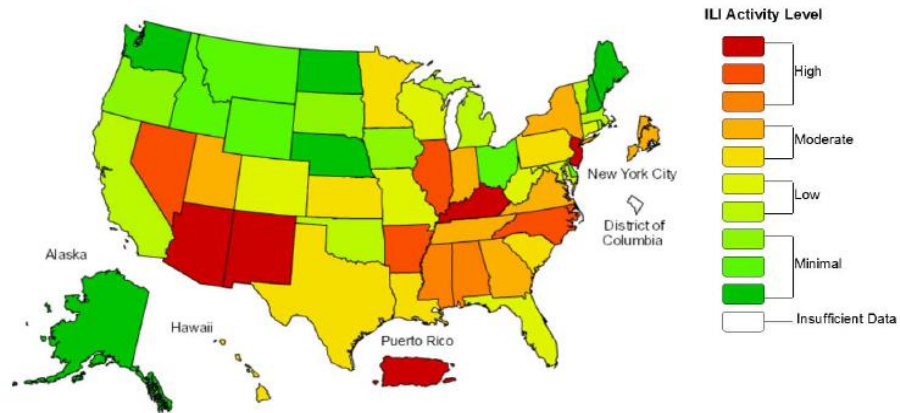 ILI Activity Level
High
Moderate
Low
Minimal
Insufficient Data
New York City
District of
Columbia
Alaska
Hawaii
Puerto Rico